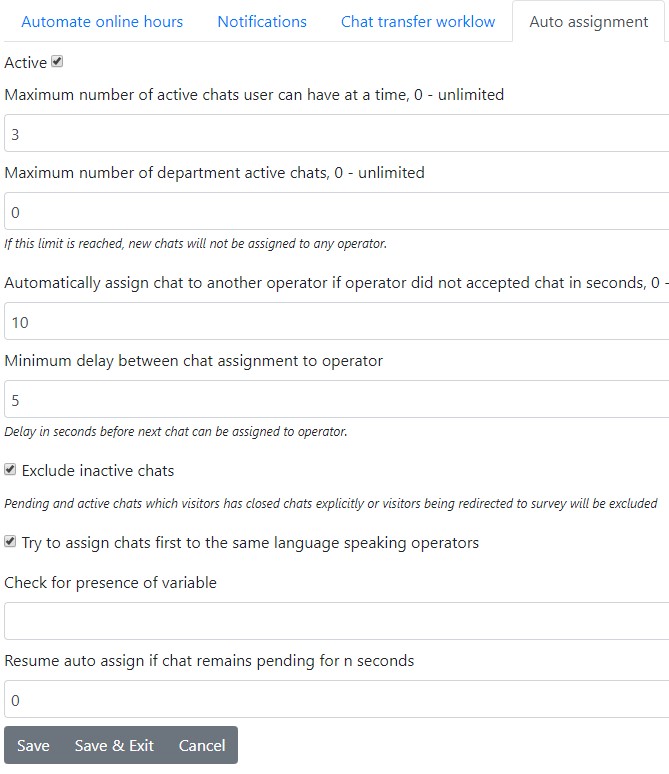 Automate online hours Notifications Chat transfer worklow Auto assignment
Active
Maximum number of active chats user can have at a time, 0 - unlimited
3
Maximum number of department active chats, 0 - unlimited
0
If this limit is reached, new chats will not be assigned to any operator.
Automatically assign chat to another operator if operator did not accepted chat in seconds, 0 -
10
Minimum delay between chat assignment to operator
5
Delay in seconds before next chat can be assigned to operator.
Exclude inactive chats
Pending and active chats which visitors has closed chats explicitly or visitors being redirected to survey will be excluded
Try to assign chats first to the same language speaking operators
Check for presence of variable
Resume auto assign if chat remains pending for n seconds
0
Save Save & Exit Cancel